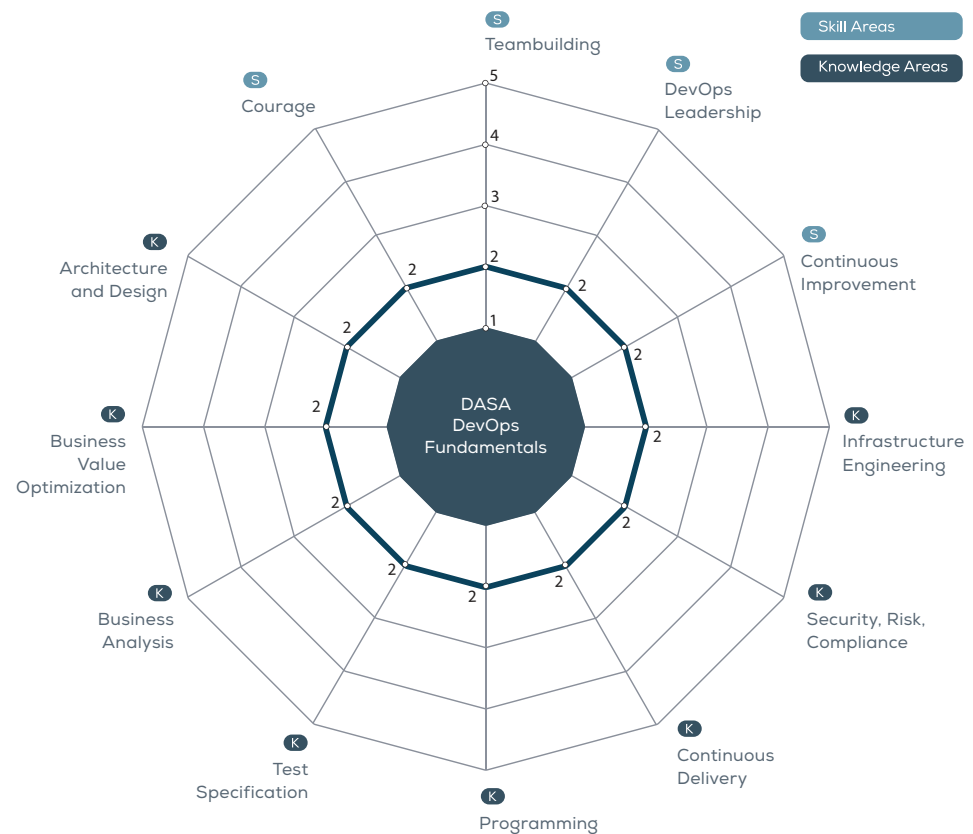 S
Teambuilding
Skill Areas
Knowledge Areas
S
DevOps
Leadership
S
Courage
5
4
3
2
1
S
Continuous
Improvement
K
Architecture
and Design
2
2
2
2
K
Business
Value
Optimization
2
DASA
DevOps
Fundamentals
2
K
Infrastructure
Engineering
2
2
2
2
2
K
Business
Analysis
K
Security, Risk,
Compliance
K
Test
Specification
K
Continuous
Delivery
K
Programming